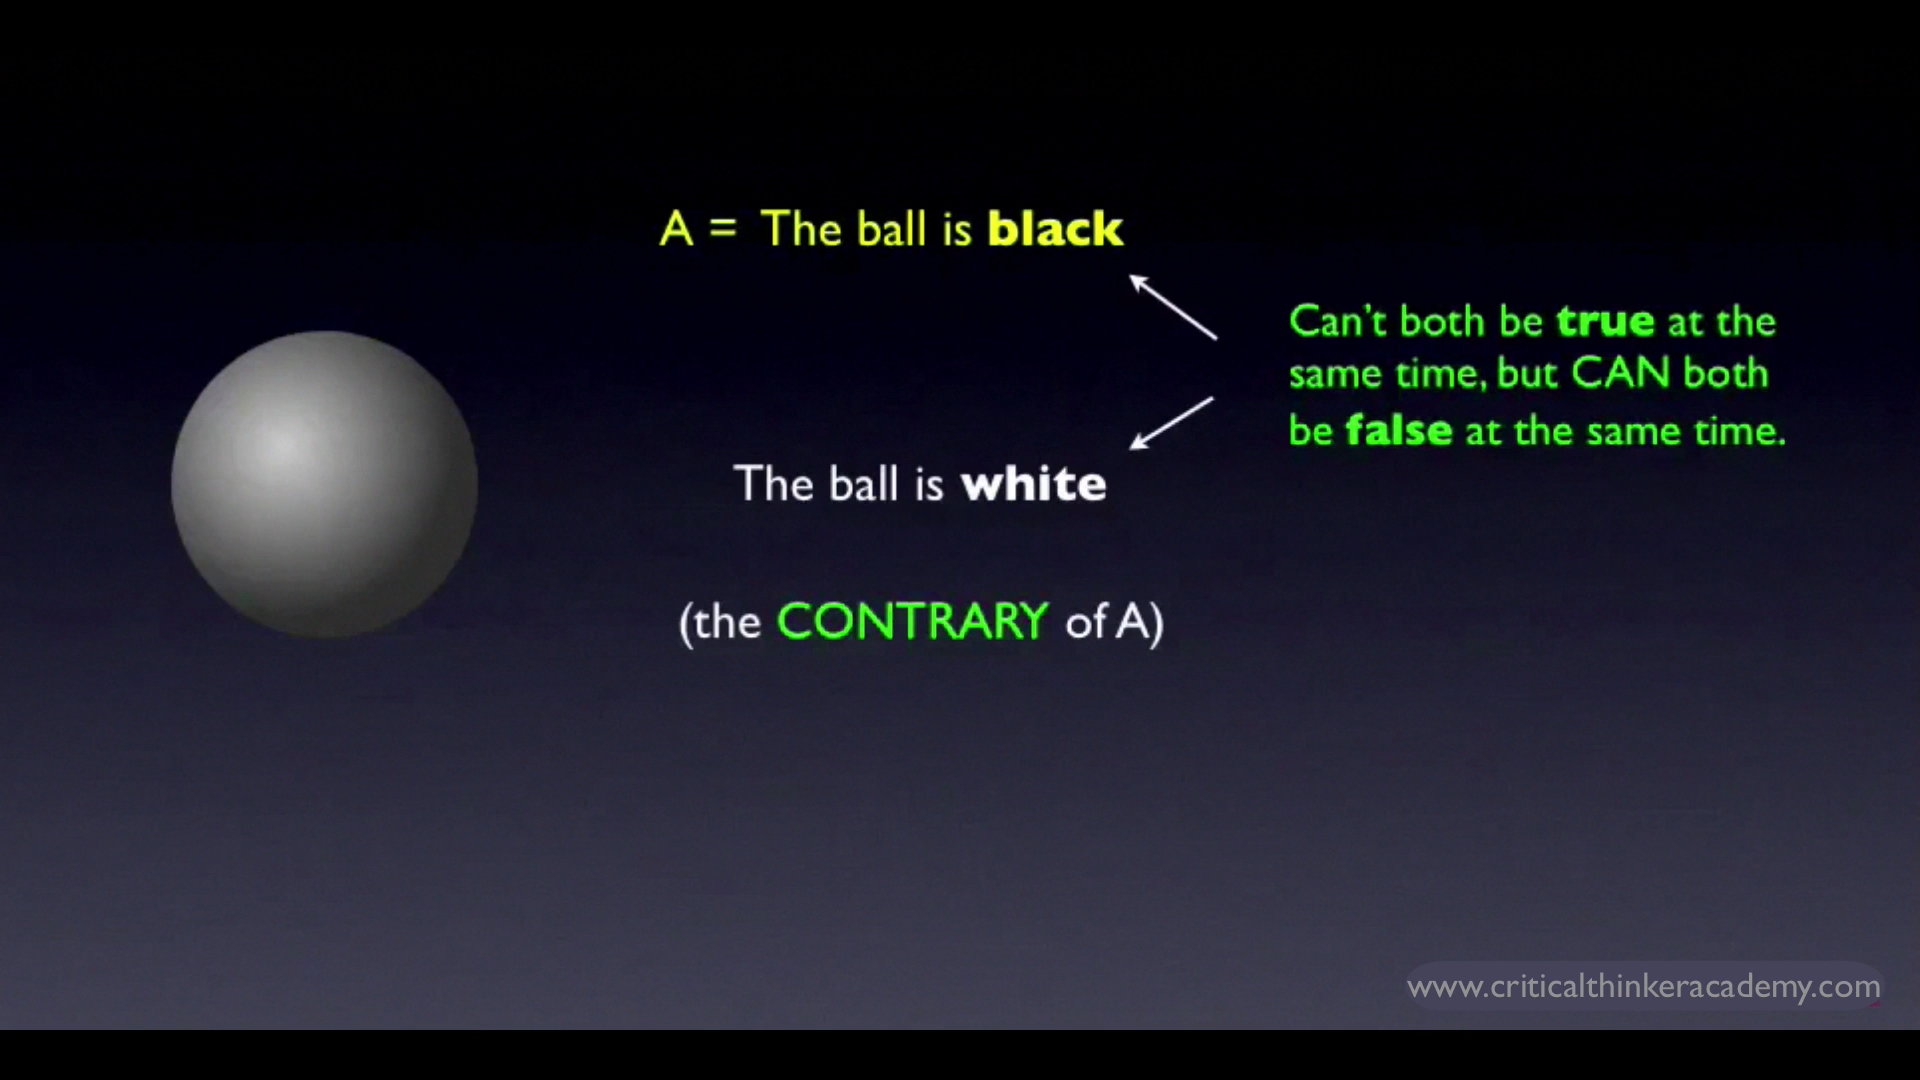 A = The ball is black
Can't both be true at the
same time, but CAN both
be false at the same time.
The ball is white
(the CONTRARY of A)
www.criticalthinkeracademy.com